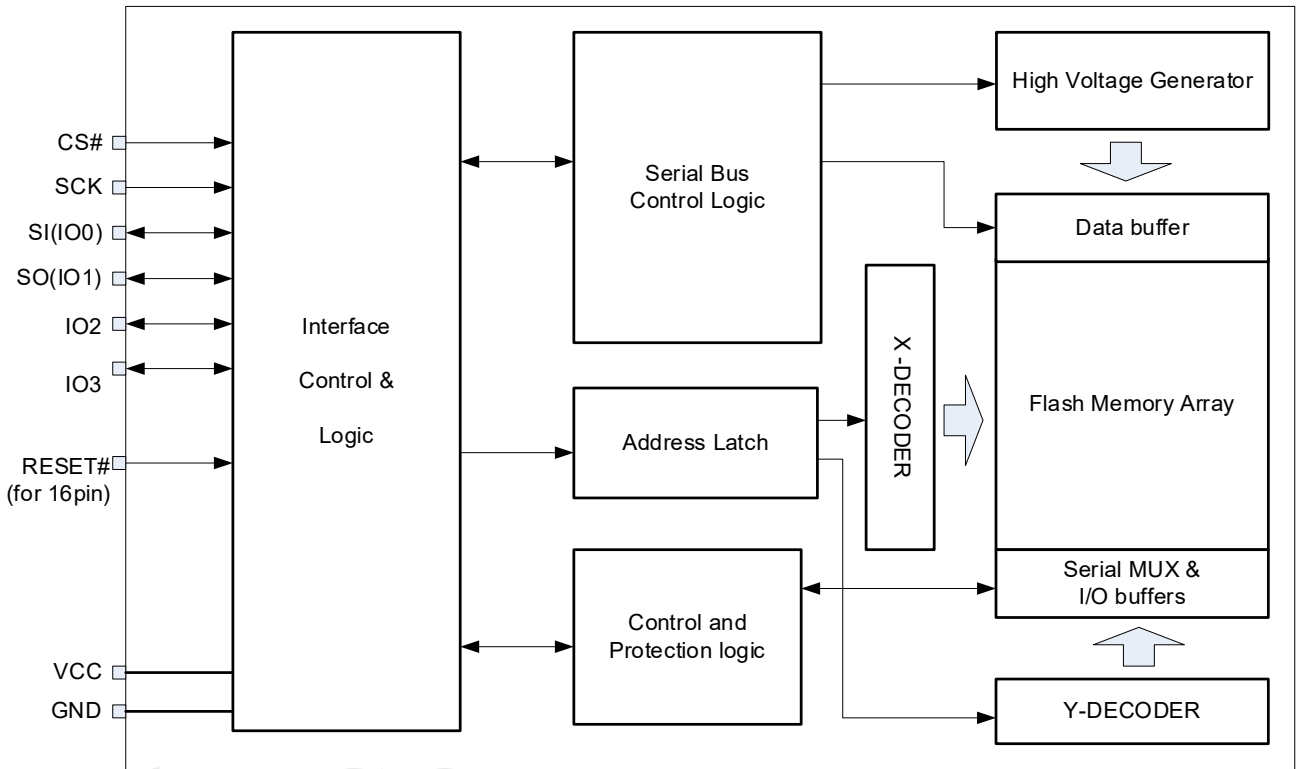 CS#
SCK
SI(IO0)
SO(IO1)
IO2
IO3
RESET#
(for 16pin)
VCC
GND
Interface
Control &
Logic
Serial Bus
Control Logic
Address Latch
Control and
Protection logic
X-DECODER
High Voltage Generator
Data buffer
Flash Memory Array
Serial MUX &
I/O buffers
Y-DECODER